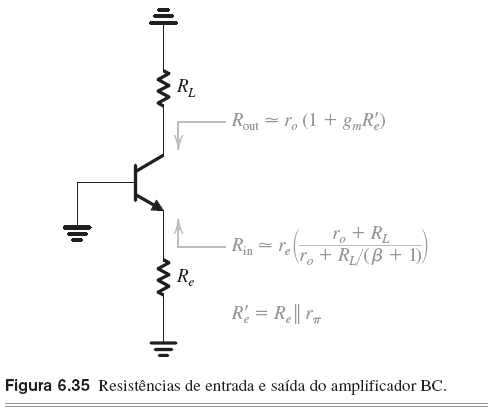 R_L
R_out ≃ r_o (1 + g_m R'_e)
R_in ≃ r_e ( (r_o + R_L) / (r_o + R_L/(β + 1)) )
R_e
R'_e = R_e || r_π
Figura 6.35 Resistências de entrada e saída do amplificador BC.